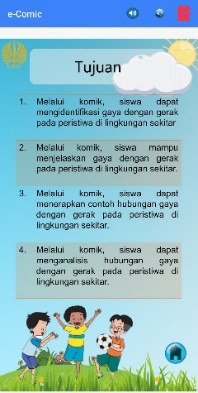 e-Comic
Tujuan
1. Melalui komik, siswa dapat
mengidentifikasi gaya dengan gerak
pada peristiwa di lingkungan sekitar
2. Melalui komik, siswa mampu
menjelaskan gaya dengan gerak
pada peristiwa di lingkungan sekitar.
3. Melalui komik, siswa dapat
menerapkan contoh hubungan gaya
dengan gerak pada peristiwa di
lingkungan sekitar.
4. Melalui komik, siswa dapat
menganalisis hubungan gaya
dengan gerak pada peristiwa di
lingkungan sekitar.